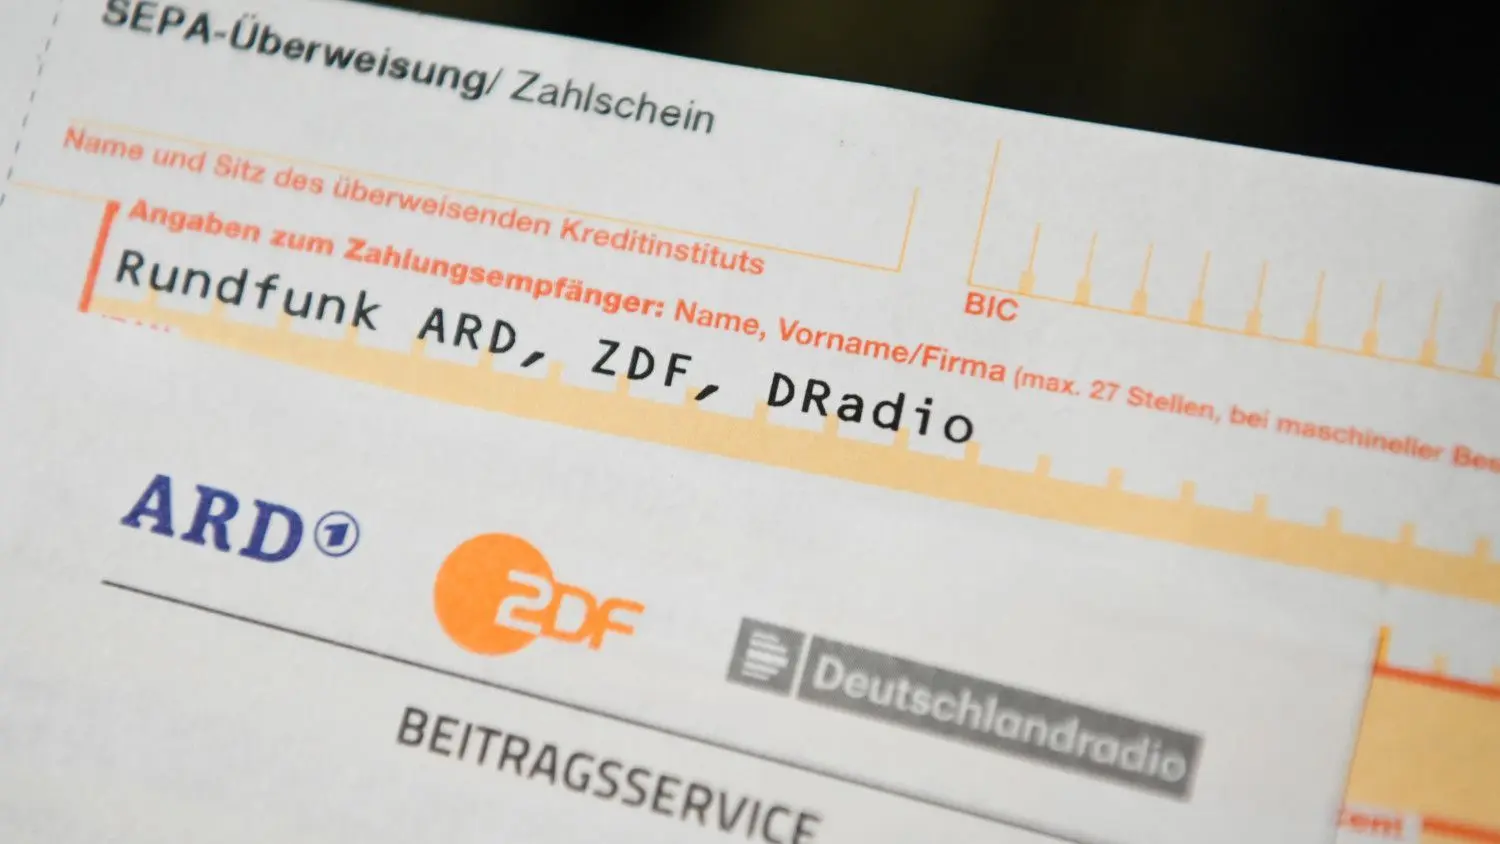 SEPA-Überweisung/ Zahlschein
Name und Sitz des überweisenden Kreditinstituts
BIC
Angaben zum Zahlungsempfänger: Name, Vorname/Firma (max. 27 Stellen, bei maschineller
Rundfunk ARD, ZDF, DRadio
ARD 1
ZDF
Deutschlandradio
BEITRAGSSERVICE